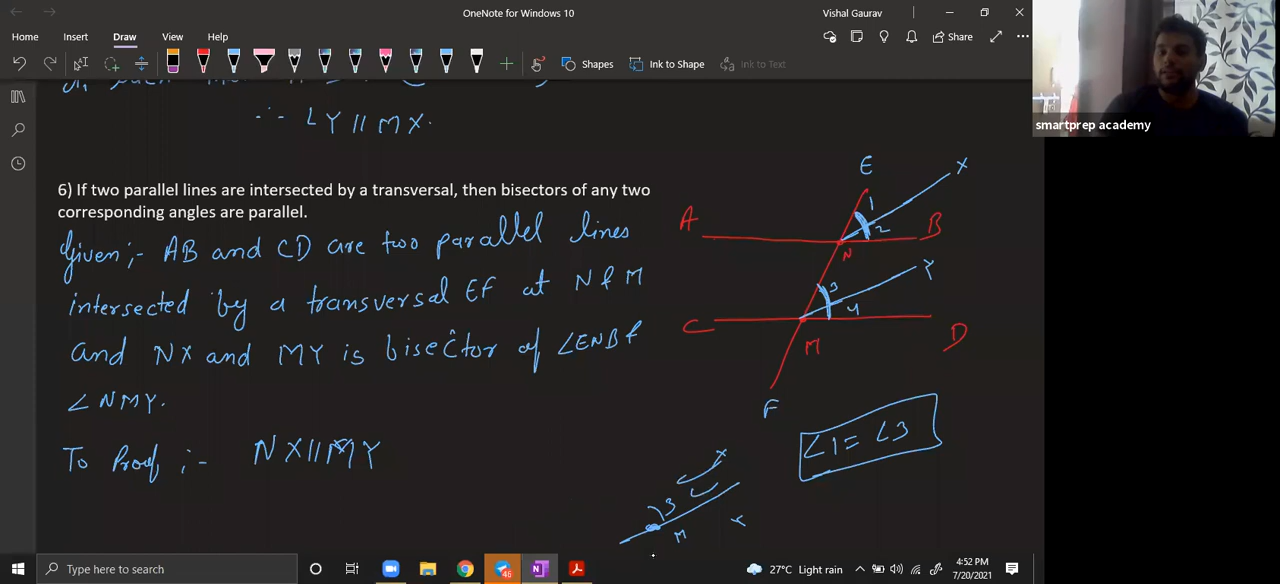 OneNote for Windows 10
Vishal Gaurav
Home Insert Draw View Help
Share
Shapes Ink to Shape Ink to Text
smartprep academy
∴ LY || MX.
6) If two parallel lines are intersected by a transversal, then bisectors of any two
corresponding angles are parallel.
Given;- AB and CD are two parallel lines
intersected by a transversal EF at N & M
and NX and MY is bisector of ∠ENB &
∠NMY.
To Proof ;- NX || MY
E
X
1
A
B
2
N
Y
3
4
C
D
M
F
∠1 = ∠3
X
3
M
Type here to search
46
27°C Light rain
4:52 PM
7/20/2021